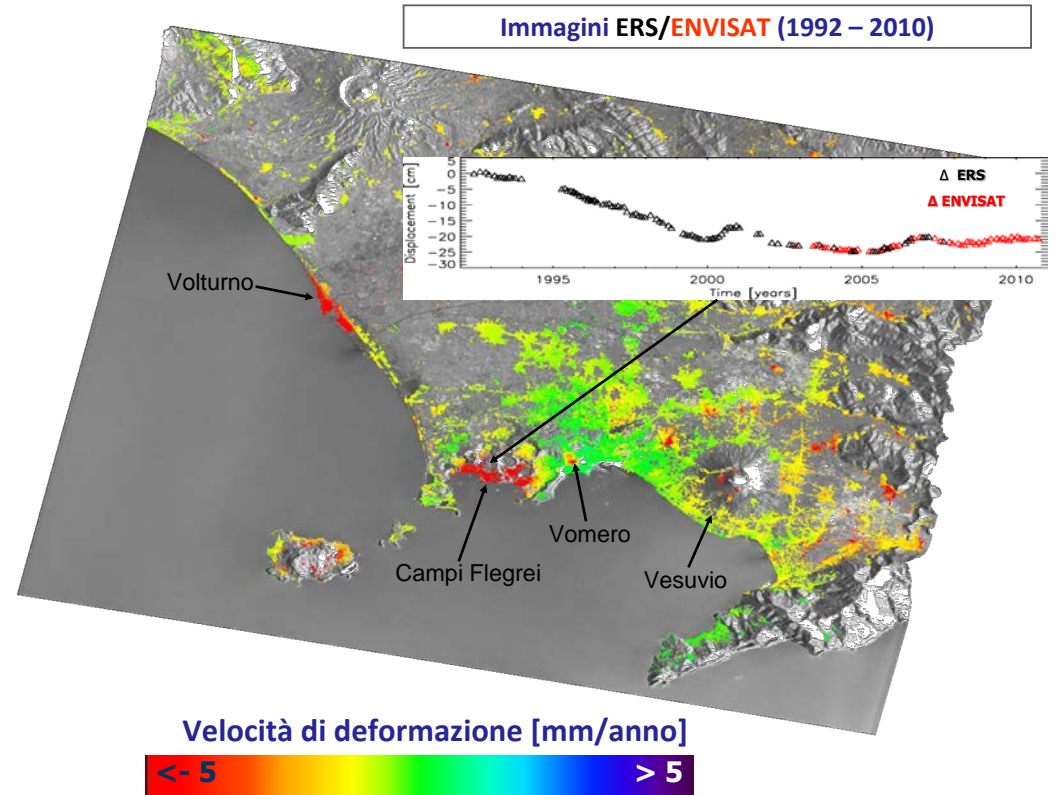 Immagini ERS/ENVISAT (1992 – 2010)
Displacement [cm]
5
0
−5
−10
−15
−20
−25
−30
Δ ERS
Δ ENVISAT
1995 2000 2005 2010
Time [years]
Volturno
Vomero
Campi Flegrei
Vesuvio
Velocità di deformazione [mm/anno]
<- 5 > 5